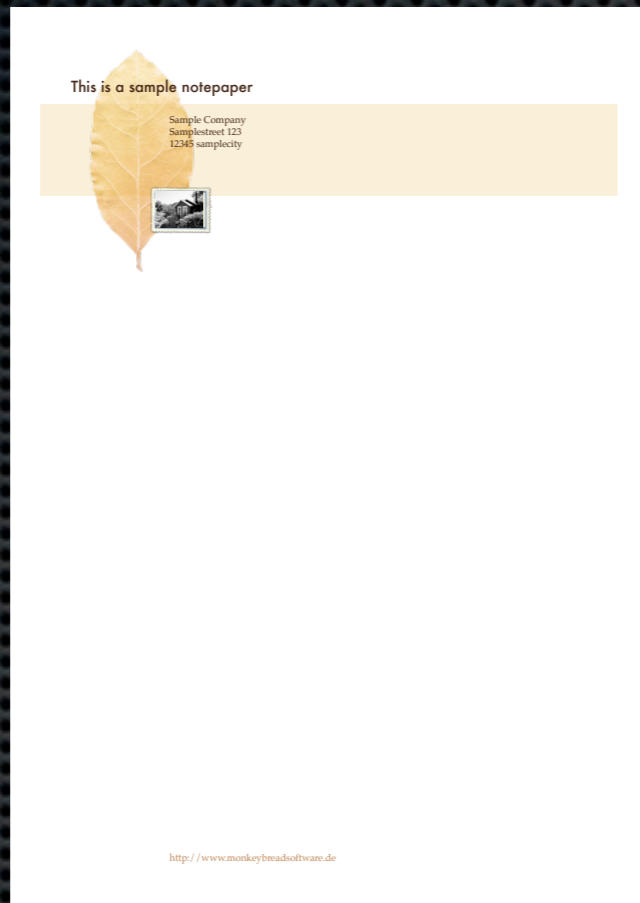 This is a sample notepaper
Sample Company
Samplestreet 123
12345 samplecity
http://www.monkeybreadsoftware.de